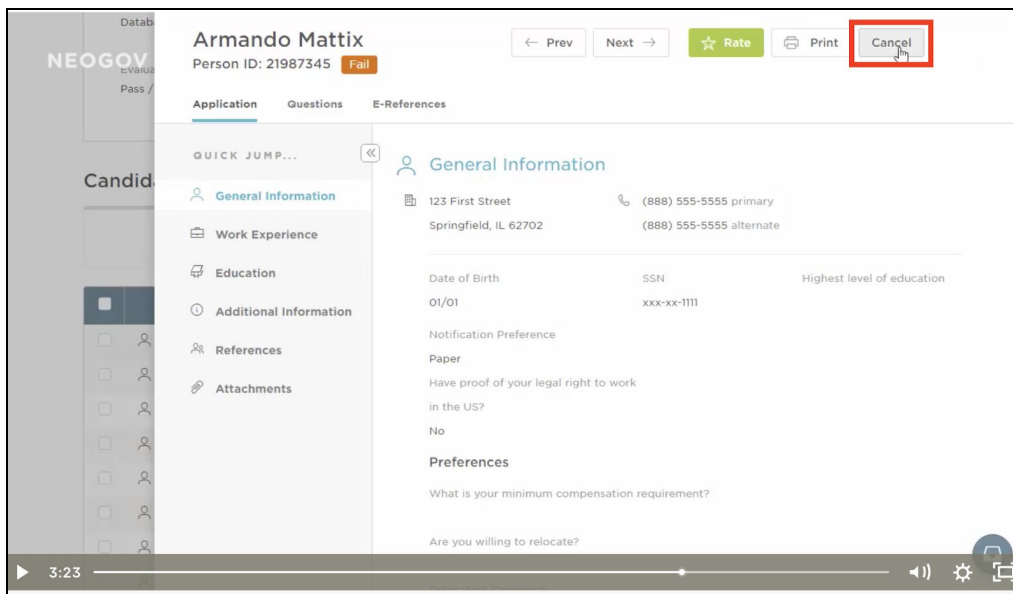 Datab
NEOGOV
Evalua
Pass /
Candid
Armando Mattix
Person ID: 21987345 Fail
← Prev Next → Rate Print Cancel
Application Questions E-References
QUICK JUMP...
General Information
Work Experience
Education
Additional Information
References
Attachments
General Information
123 First Street (888) 555-5555 primary
Springfield, IL 62702 (888) 555-5555 alternate
Date of Birth SSN Highest level of education
01/01 xxx-xx-1111
Notification Preference
Paper
Have proof of your legal right to work
in the US?
No
Preferences
What is your minimum compensation requirement?
Are you willing to relocate?
3:23